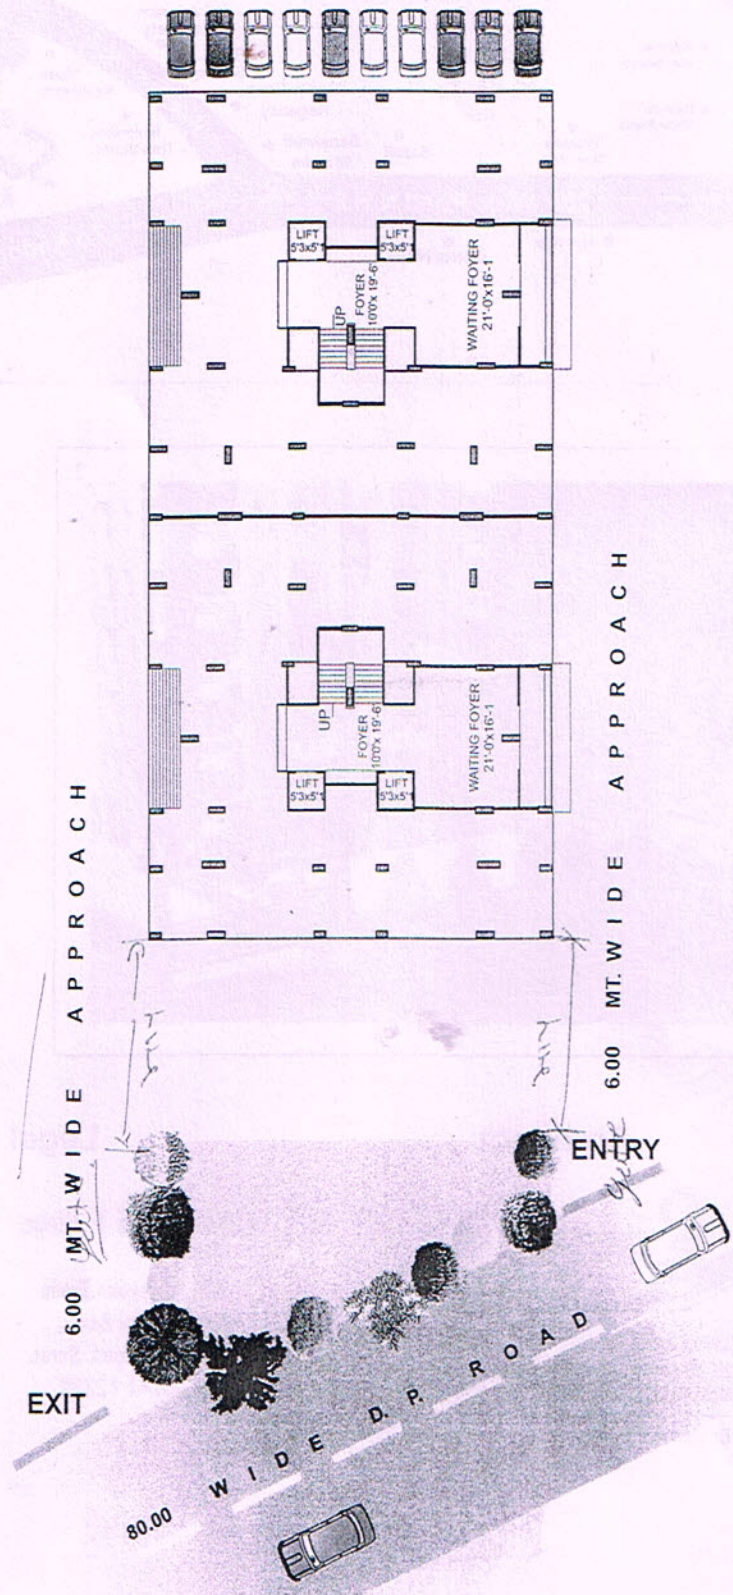 LIFT
5'3x5'1
LIFT
5'3x5'1
UP
FOYER
10'0'x 19'-6'
WAITING FOYER
21'-0'x16'-1
UP
FOYER
10'0'x 19'-6'
WAITING FOYER
21'-0'x16'-1
LIFT
5'3x5'1
LIFT
5'3x5'1
6.00 MT. WIDE APPROACH
6.00 MT. WIDE APPROACH
ENTRY
EXIT
80.00 WIDE D.P. ROAD